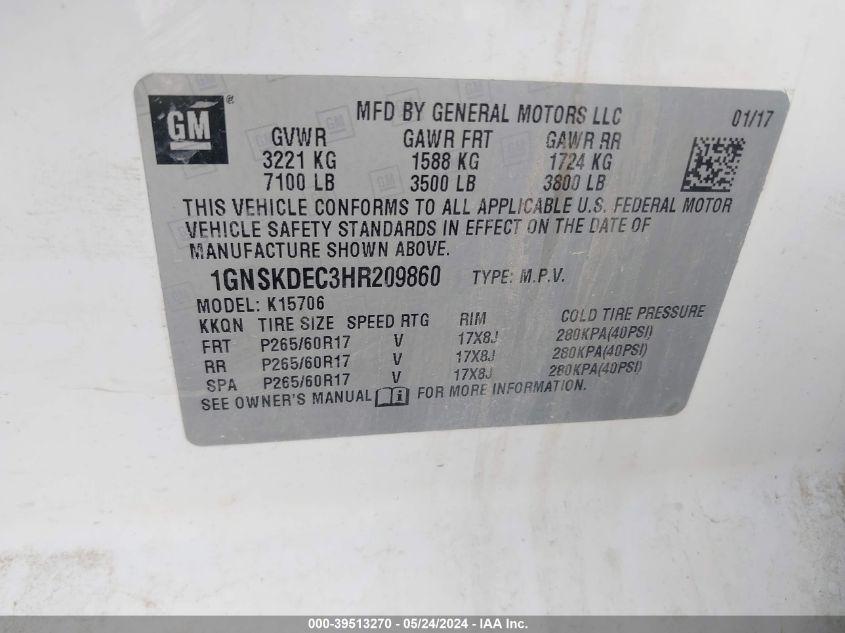 GM®
MFD BY GENERAL MOTORS LLC 01/17
GVWR GAWR FRT GAWR RR
3221 KG 1588 KG 1724 KG
7100 LB 3500 LB 3800 LB
THIS VEHICLE CONFORMS TO ALL APPLICABLE U.S. FEDERAL MOTOR
VEHICLE SAFETY STANDARDS IN EFFECT ON THE DATE OF
MANUFACTURE SHOWN ABOVE.
1GNSKDEC3HR209860 TYPE: M.P.V.
MODEL: K15706
KKQN TIRE SIZE SPEED RTG RIM COLD TIRE PRESSURE
FRT P265/60R17 V 17X8J 280KPA(40PSI)
RR P265/60R17 V 17X8J 280KPA(40PSI)
SPA P265/60R17 V 17X8J 280KPA(40PSI)
SEE OWNER'S MANUAL i FOR MORE INFORMATION.
000-39513270 - 05/24/2024 - IAA Inc.